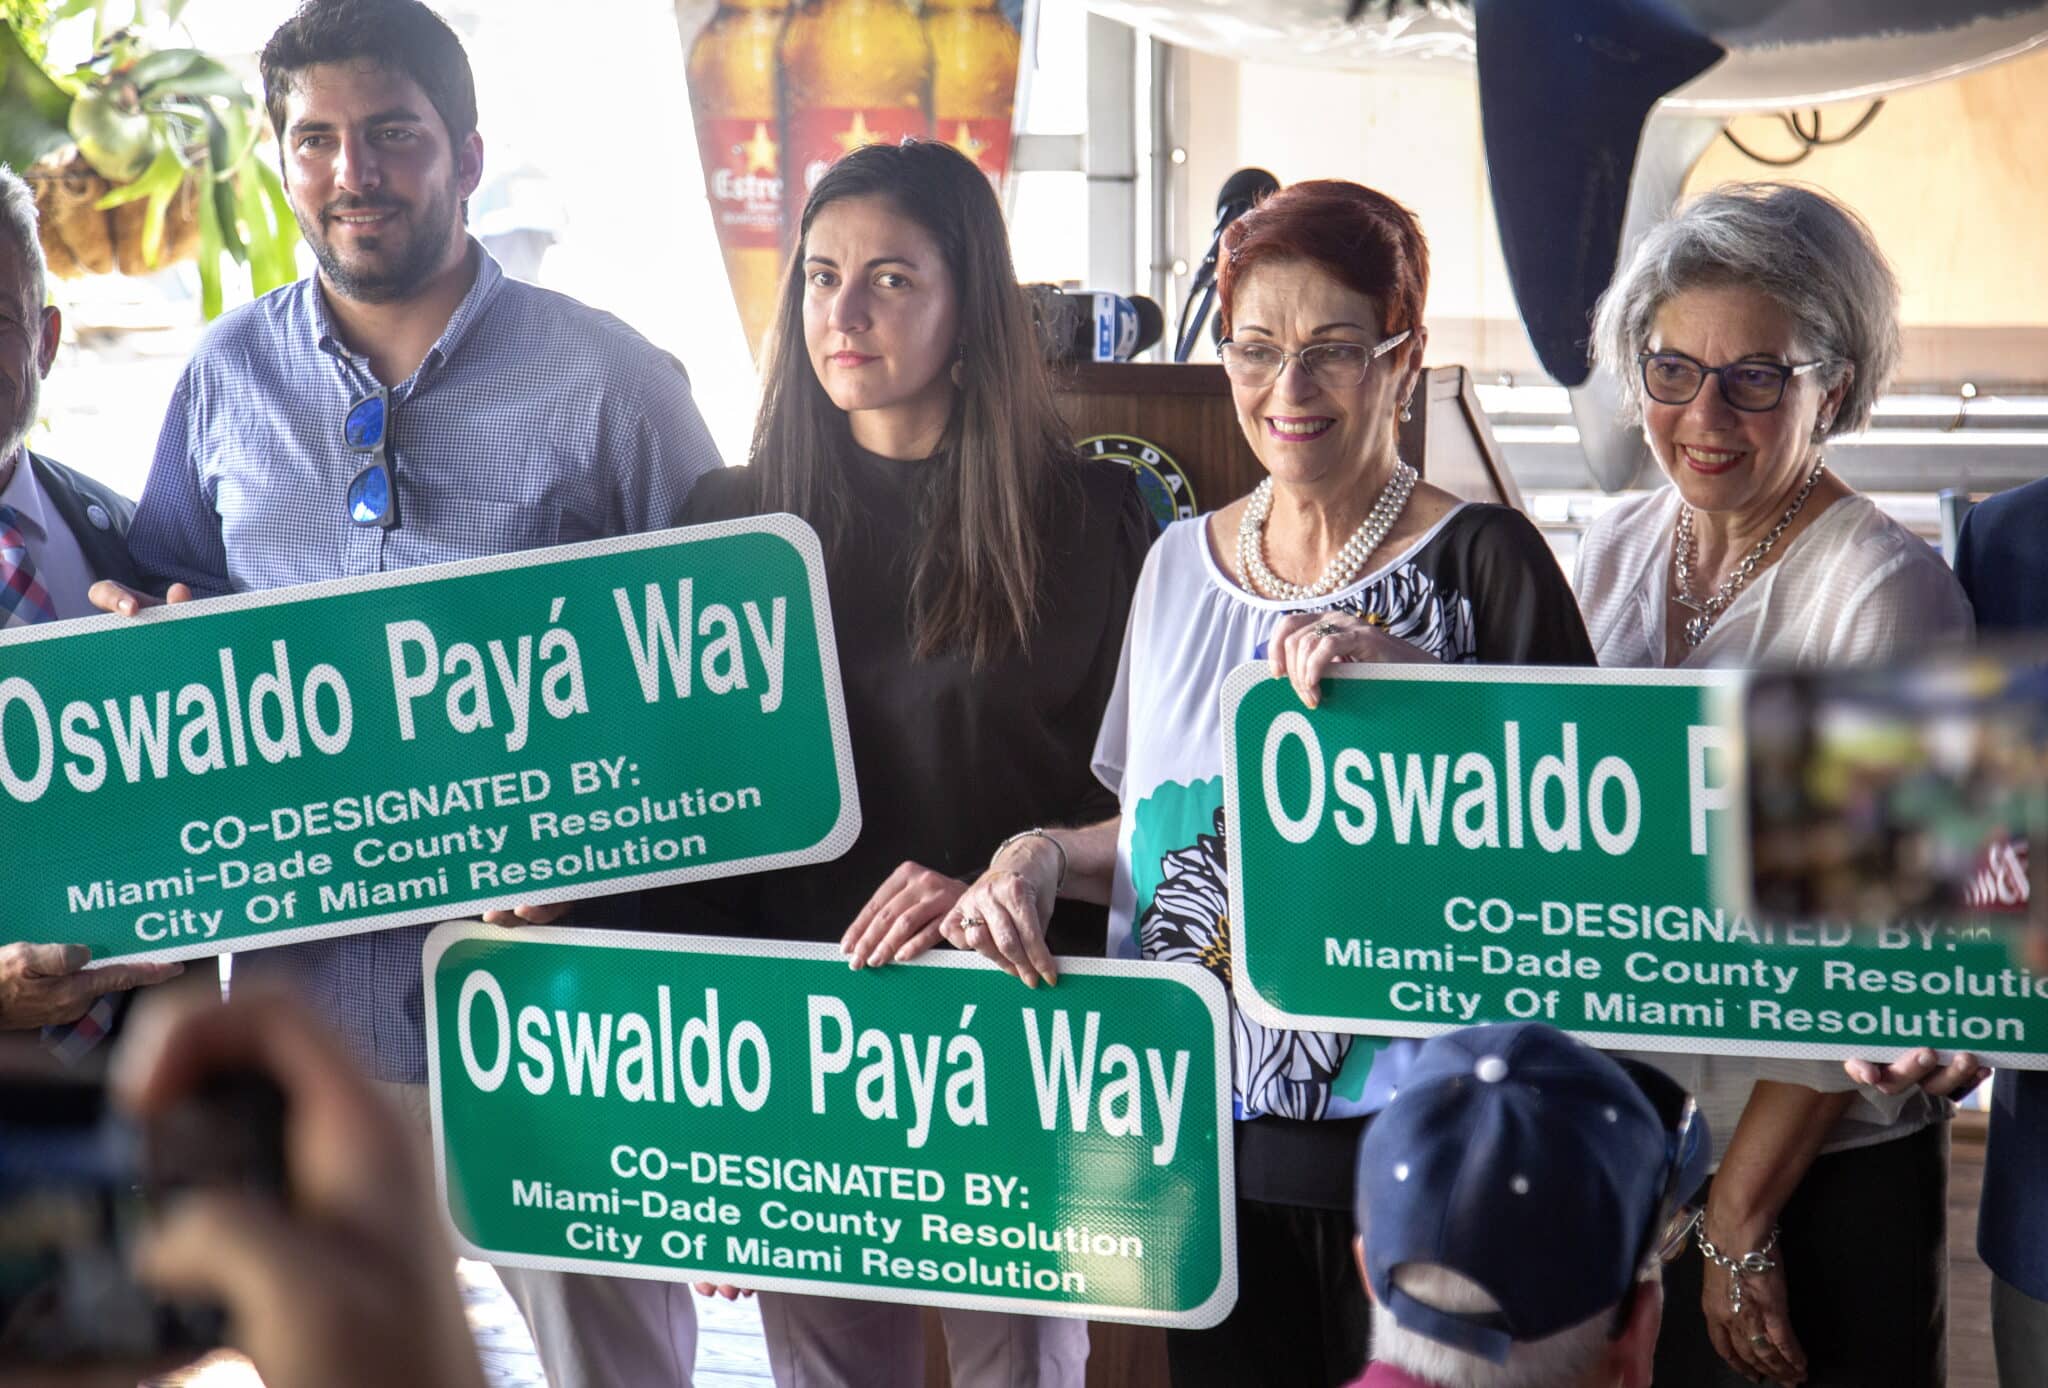 Oswaldo Payá Way
CO-DESIGNATED BY:
Miami-Dade County Resolution
City Of Miami Resolution
Oswaldo Payá Way
CO-DESIGNATED BY:
Miami-Dade County Resolution
City Of Miami Resolution
Oswaldo P
CO-DESIGNATED BY:
Miami-Dade County Resolutio
City Of Miami Resolution
Estre
I-DAD